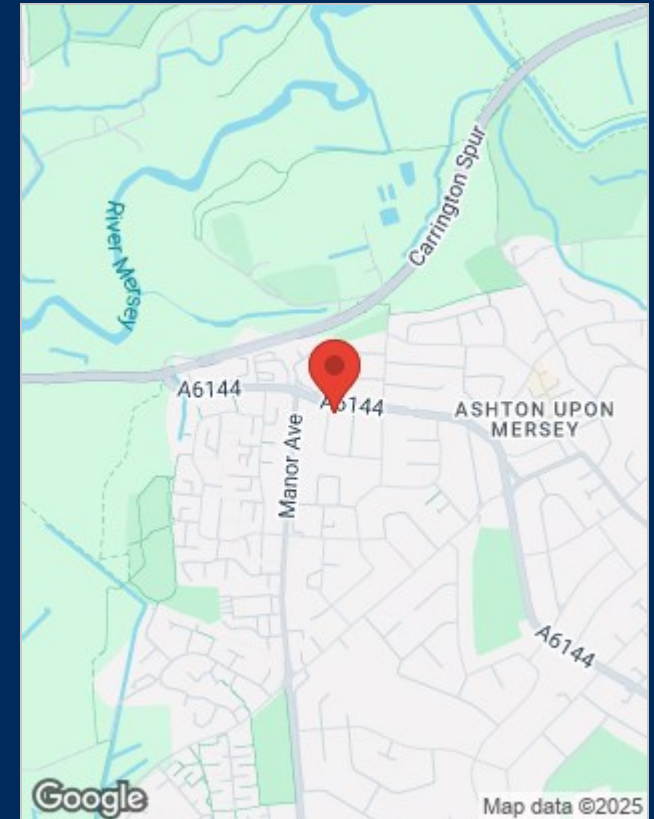 Carrington Spur
River Mersey
A6144
A6144
ASHTON UPON
MERSEY
Manor Ave
A6144
Google
Map data ©2025